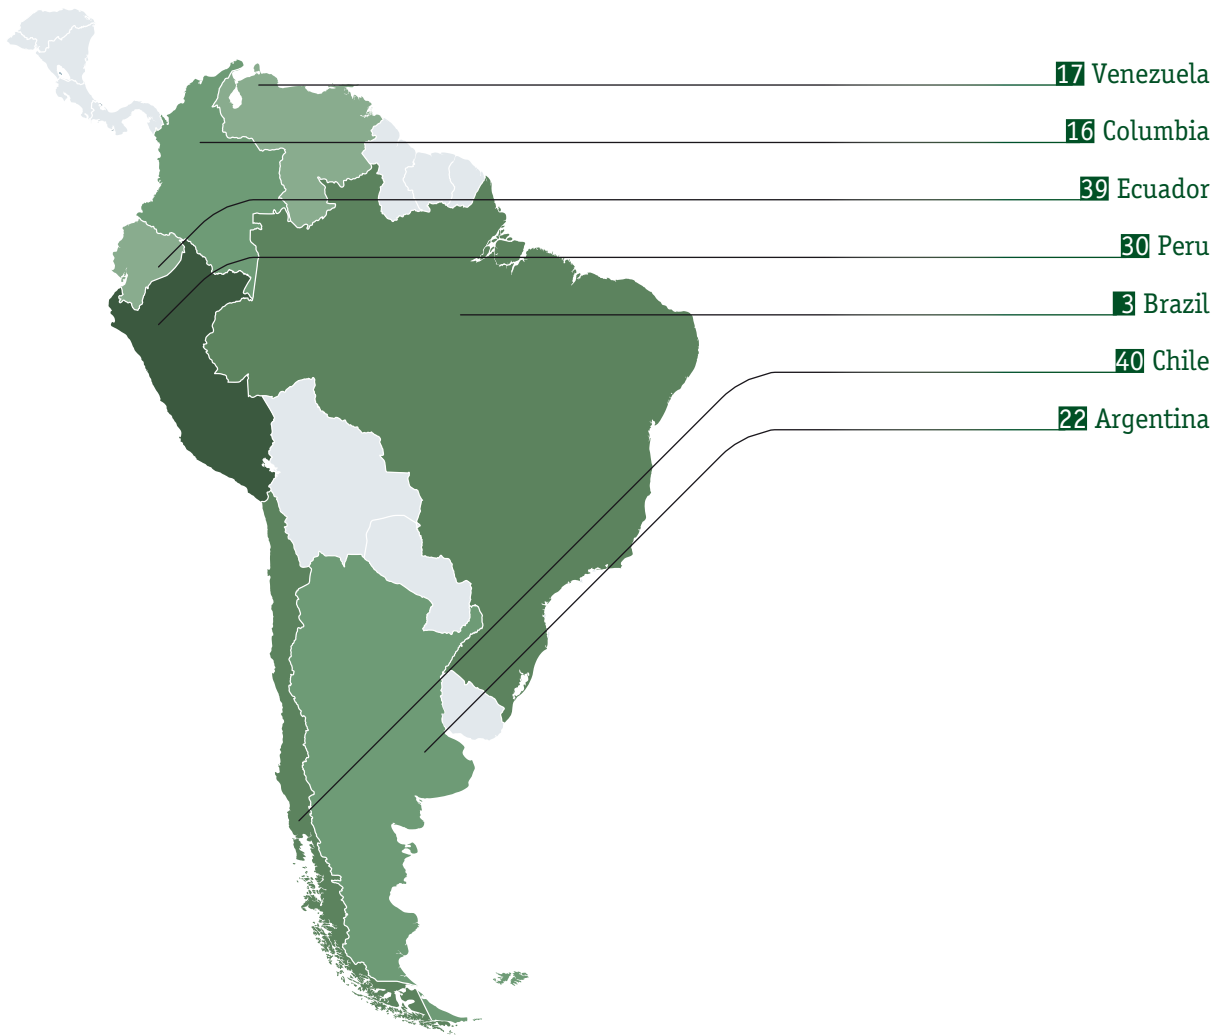 17 Venezuela
16 Columbia
39 Ecuador
30 Peru
3 Brazil
40 Chile
22 Argentina